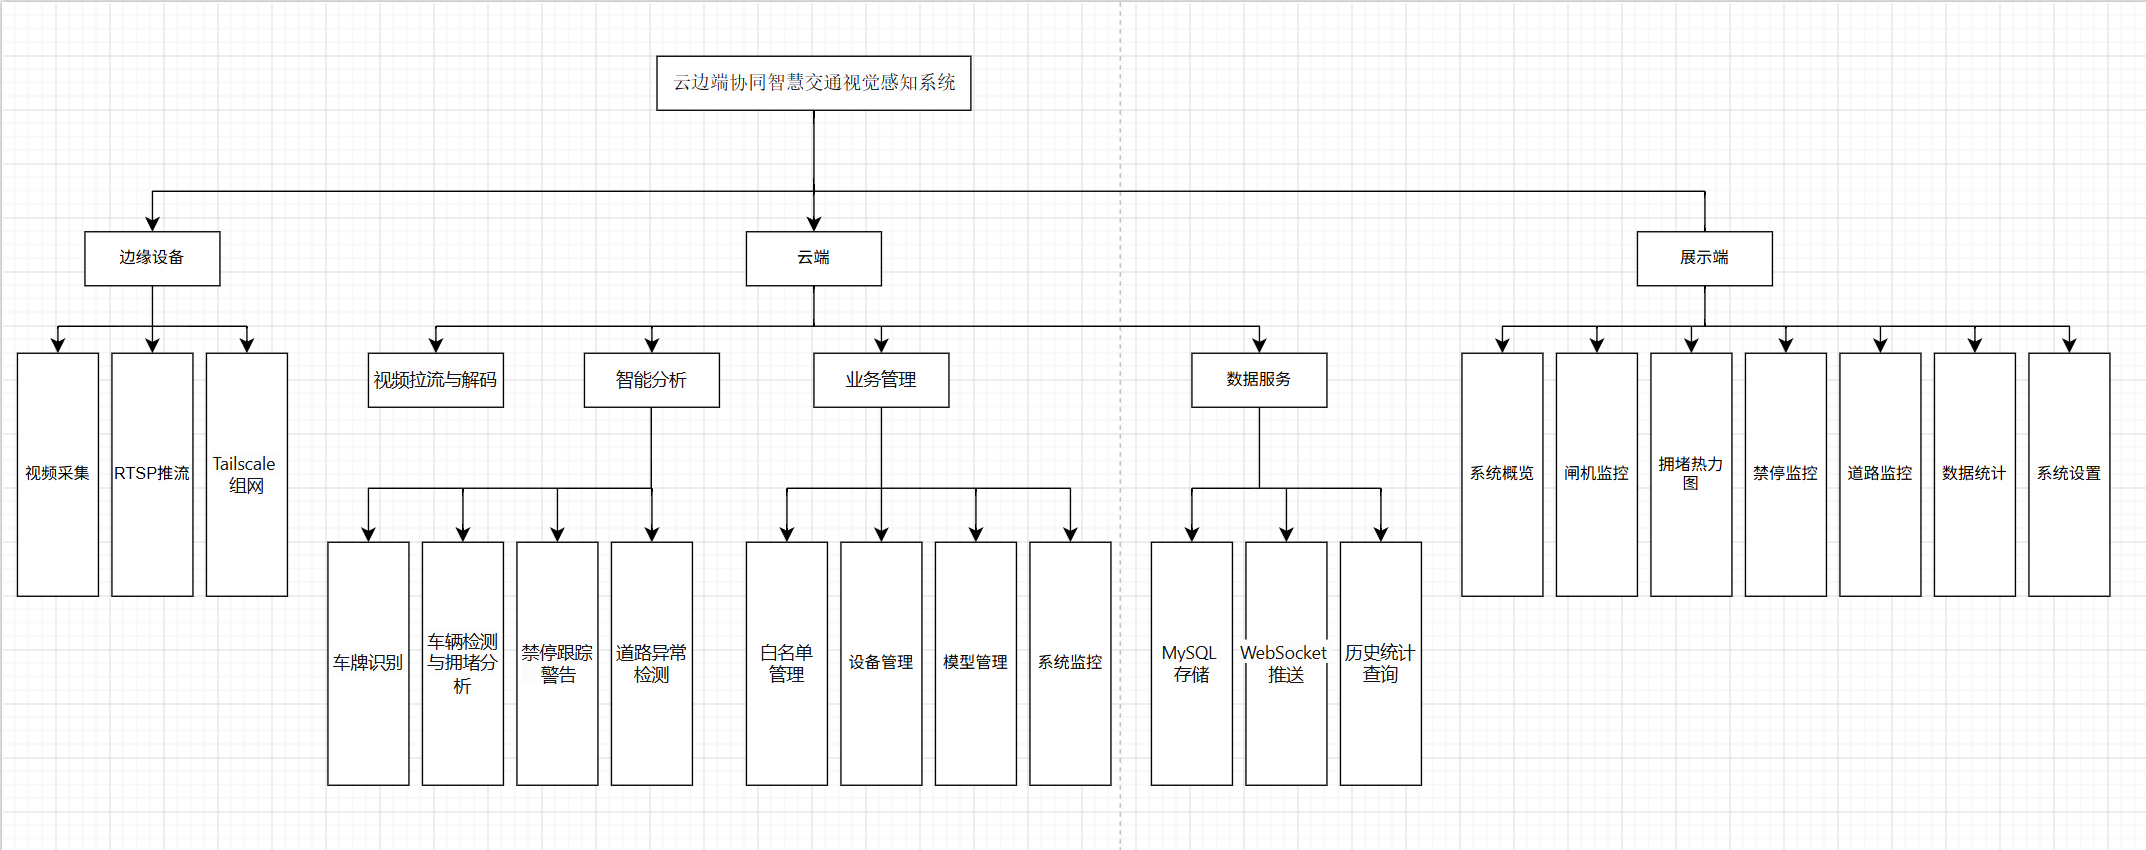 云边端协同智慧交通视觉感知系统
边缘设备
云端
展示端
视频拉流与解码
智能分析
业务管理
数据服务
视频采集
RTSP推流
Tailscale
组网
系统概览
闸机监控
拥堵热力
图
禁停监控
道路监控
数据统计
系统设置
车牌识别
车辆检测
与拥堵分
析
禁停跟踪
警告
道路异常
检测
白名单
管理
设备管理
模型管理
系统监控
MySQL
存储
WebSocket
推送
历史统计
查询